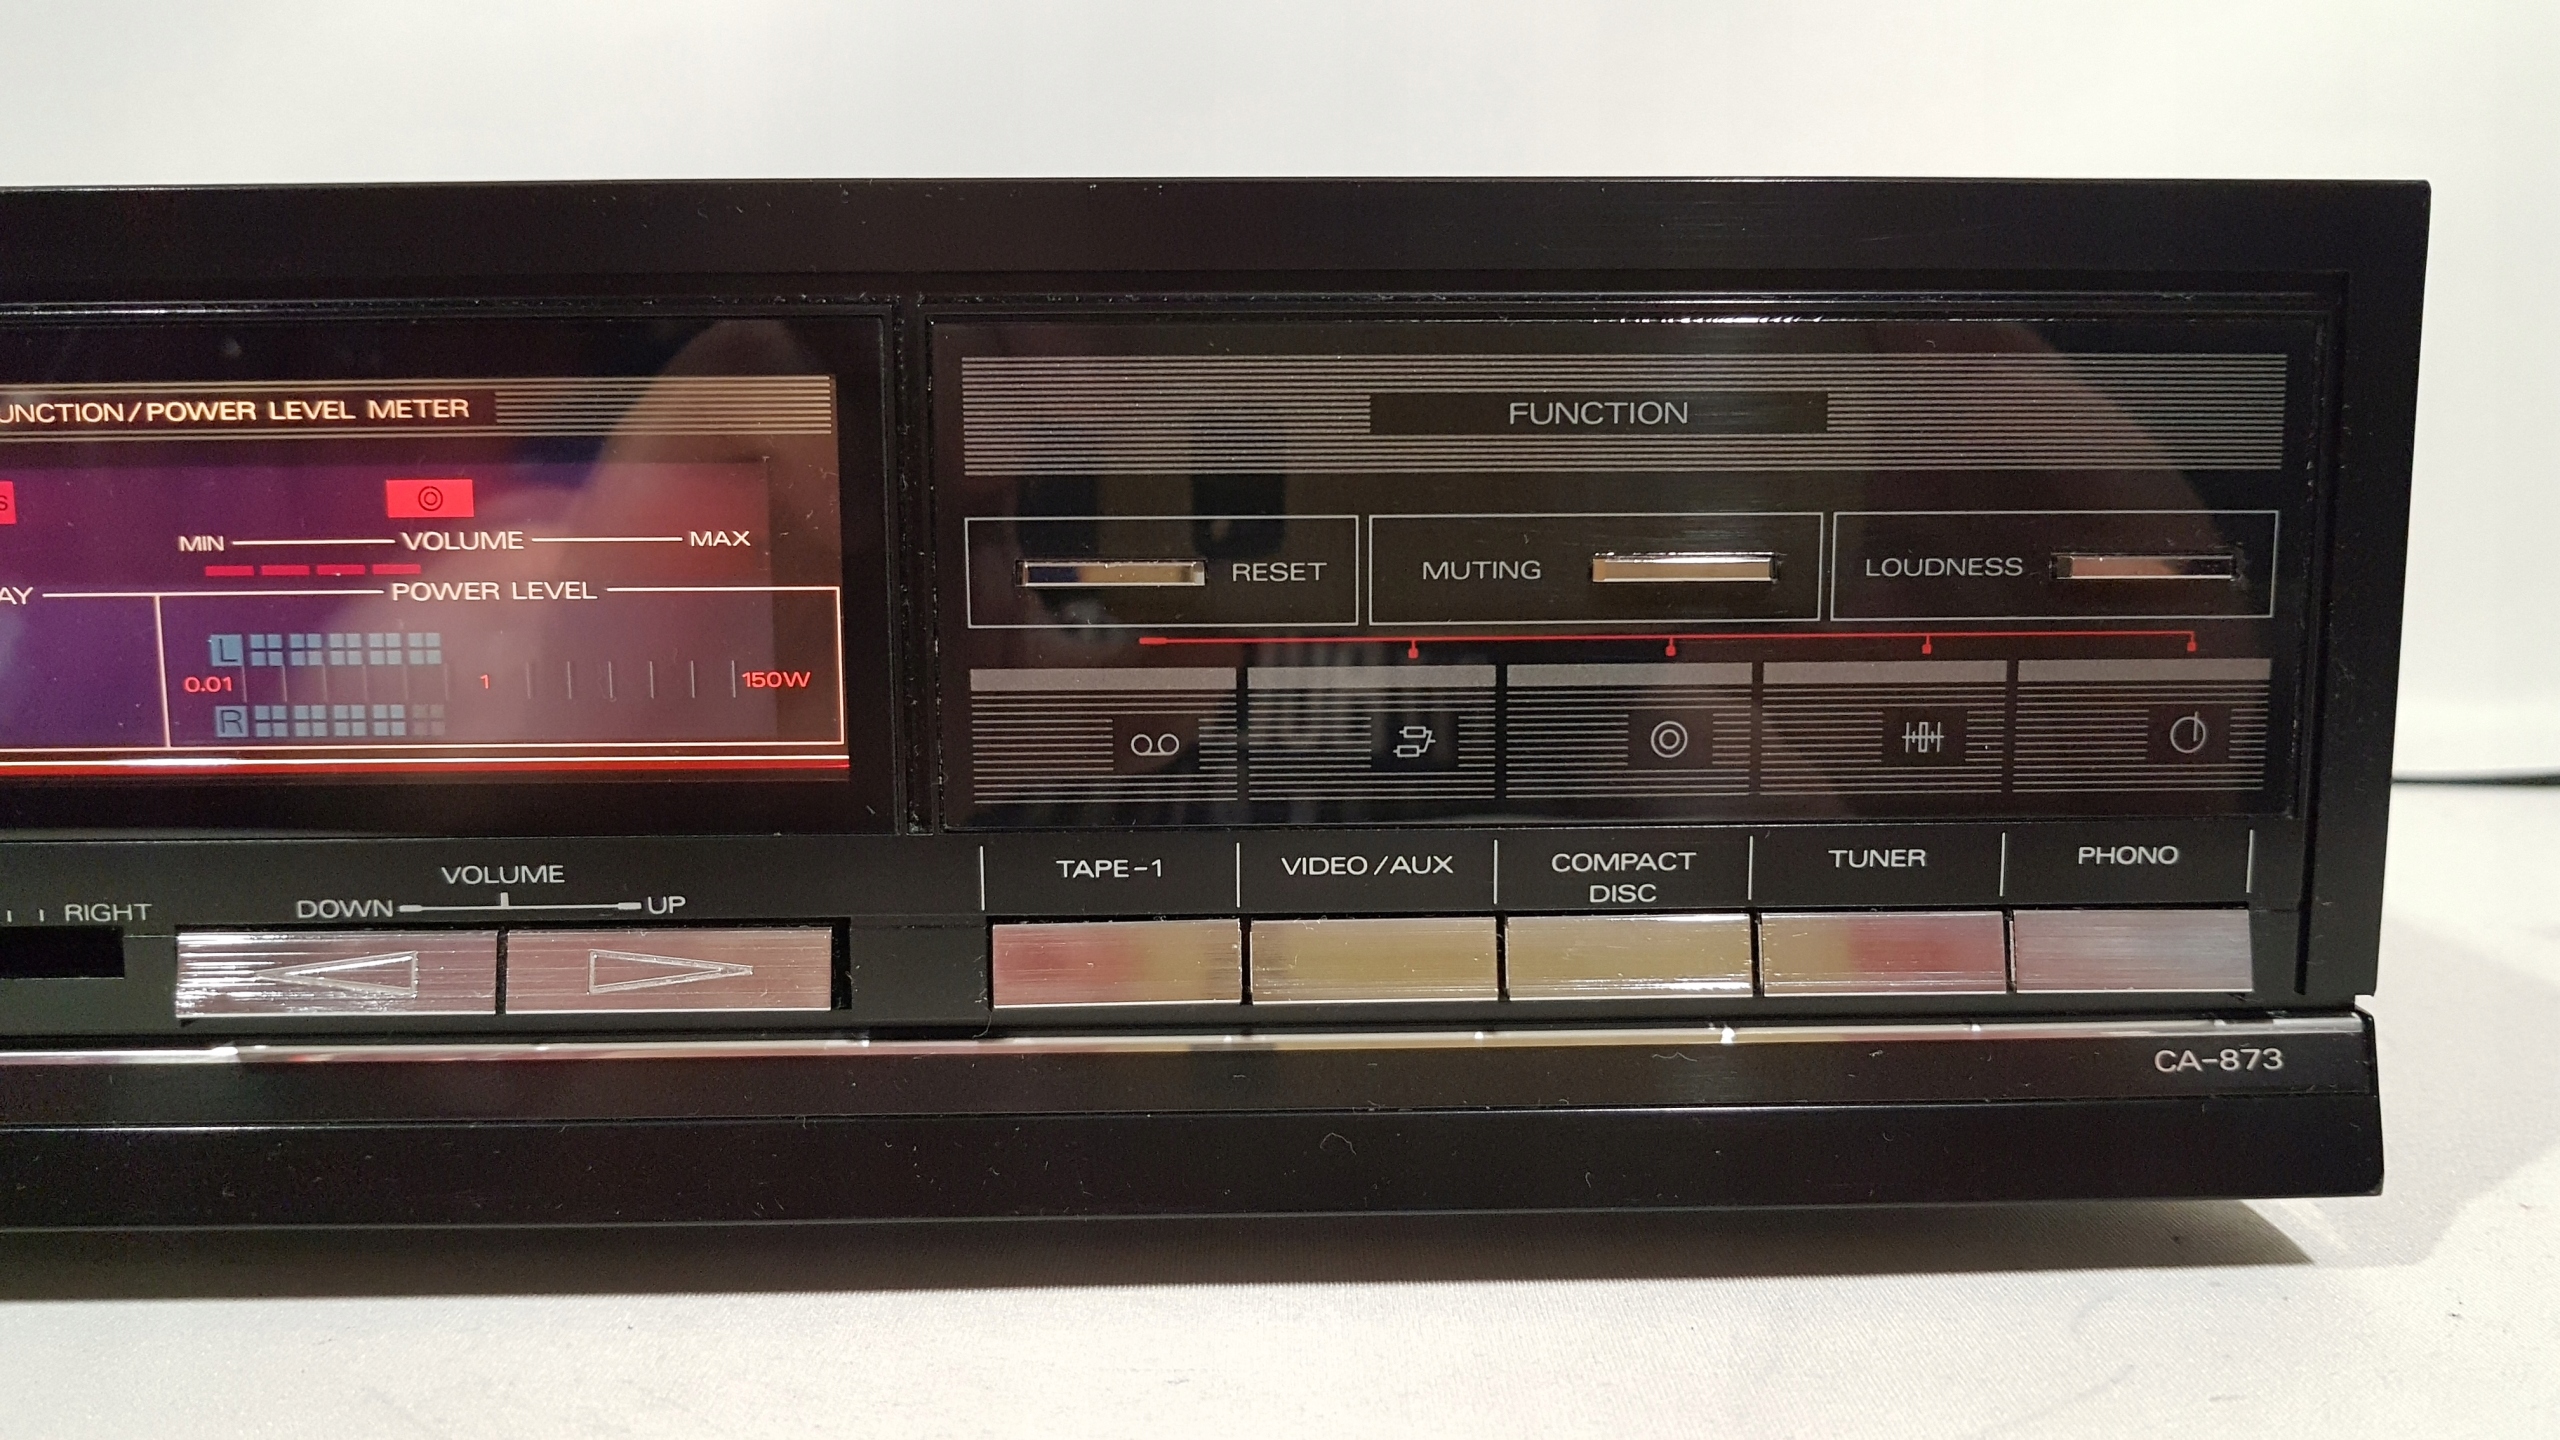 UNCTION/POWER LEVEL METER
S
MIN VOLUME MAX
AY POWER LEVEL
L
0.01 1 150W
R
FUNCTION
RESET MUTING LOUDNESS
VOLUME
RIGHT DOWN UP
TAPE-1 VIDEO/AUX COMPACT DISC TUNER PHONO
CA-873